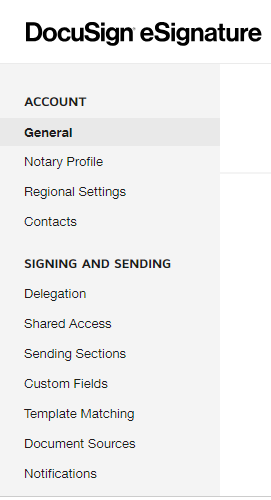 DocuSign eSignature
ACCOUNT
General
Notary Profile
Regional Settings
Contacts
SIGNING AND SENDING
Delegation
Shared Access
Sending Sections
Custom Fields
Template Matching
Document Sources
Notifications